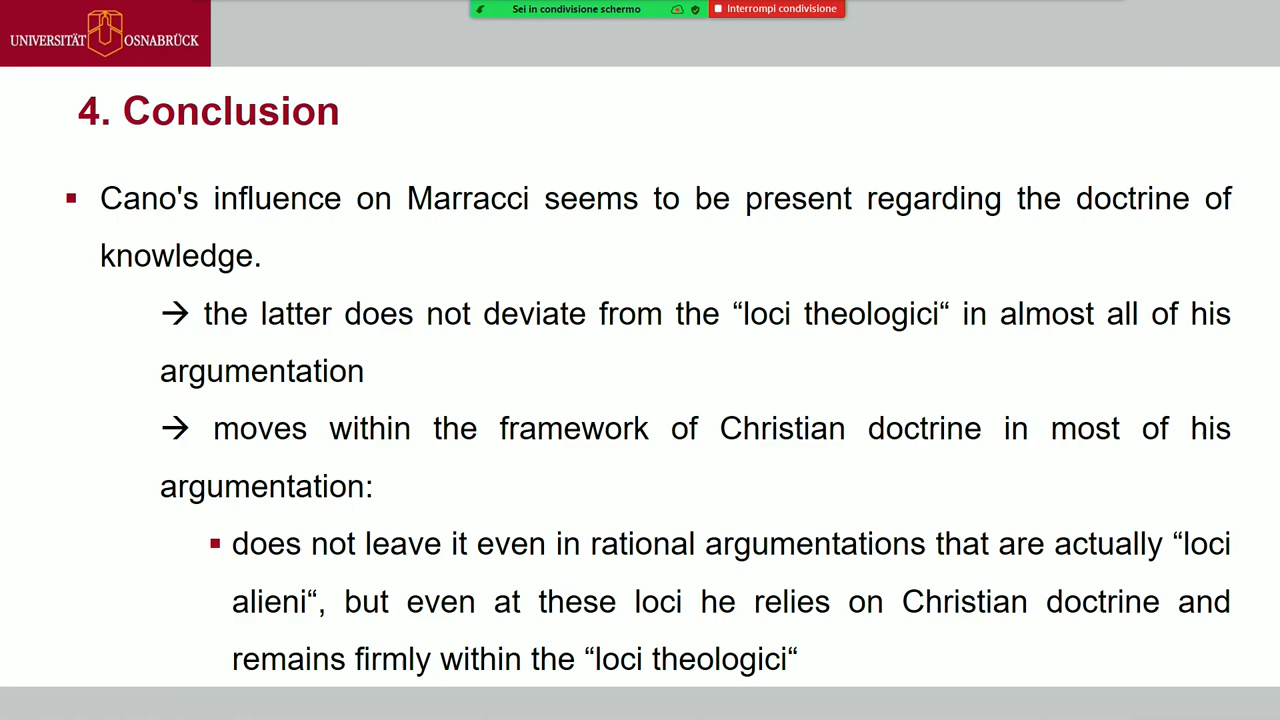 Sei in condivisione schermo
Interrompi condivisione
UNIVERSITÄT OSNABRÜCK
4. Conclusion
▪ Cano's influence on Marracci seems to be present regarding the doctrine of
knowledge.
→ the latter does not deviate from the “loci theologici“ in almost all of his
argumentation
→ moves within the framework of Christian doctrine in most of his
argumentation:
▪ does not leave it even in rational argumentations that are actually “loci
alieni“, but even at these loci he relies on Christian doctrine and
remains firmly within the “loci theologici“